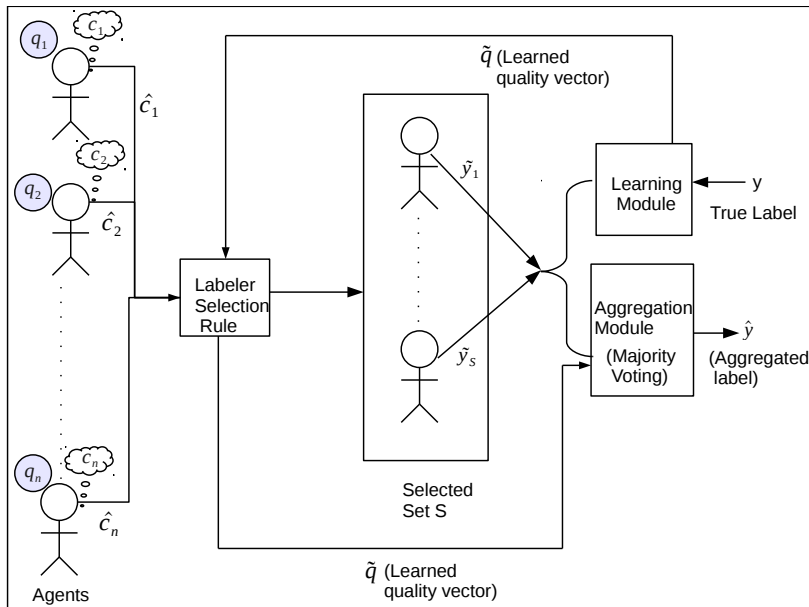 q₁
c₁
ĉ₁
q₂
c₂
ĉ₂
qₙ
cₙ
ĉₙ
Agents
Labeler
Selection
Rule
q̃ (Learned
quality vector)
ỹ₁
ỹ_S
Selected
Set S
Learning
Module
y
True Label
Aggregation
Module
(Majority
Voting)
ŷ
(Aggregated
label)
q̃ (Learned
quality vector)